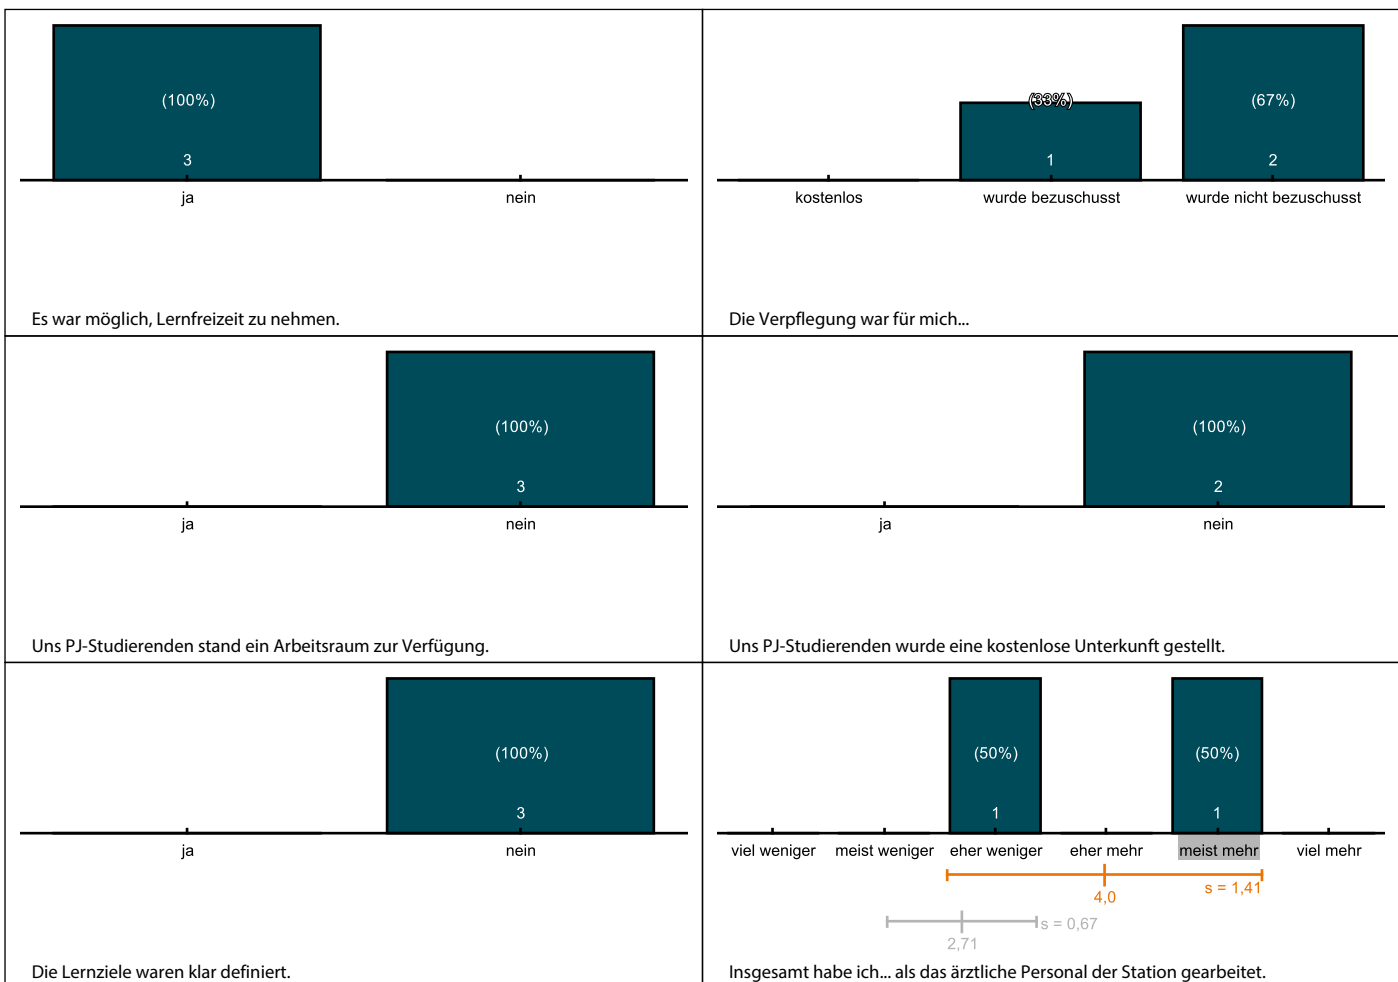 (100%)
3
ja nein
Es war möglich, Lernfreizeit zu nehmen.
(33%) (67%)
1 2
kostenlos wurde bezuschusst wurde nicht bezuschusst
Die Verpflegung war für mich...
(100%)
3
ja nein
Uns PJ-Studierenden stand ein Arbeitsraum zur Verfügung.
(100%)
2
ja nein
Uns PJ-Studierenden wurde eine kostenlose Unterkunft gestellt.
(100%)
3
ja nein
Die Lernziele waren klar definiert.
(50%) (50%)
1 1
viel weniger meist weniger eher weniger eher mehr meist mehr viel mehr
s = 1,41
4,0
s = 0,67
2,71
Insgesamt habe ich... als das ärztliche Personal der Station gearbeitet.